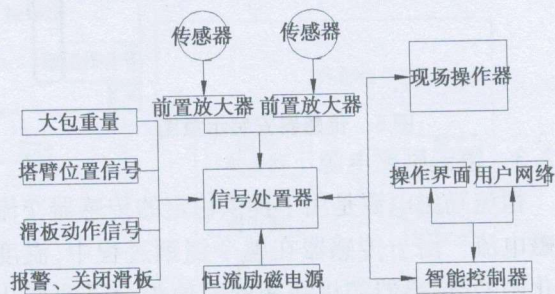 传感器 传感器
前置放大器 前置放大器 现场操作器
大包重量
塔臂位置信号 信号处置器 操作界面 用户网络
滑板动作信号
报警、关闭滑板 恒流励磁电源 智能控制器